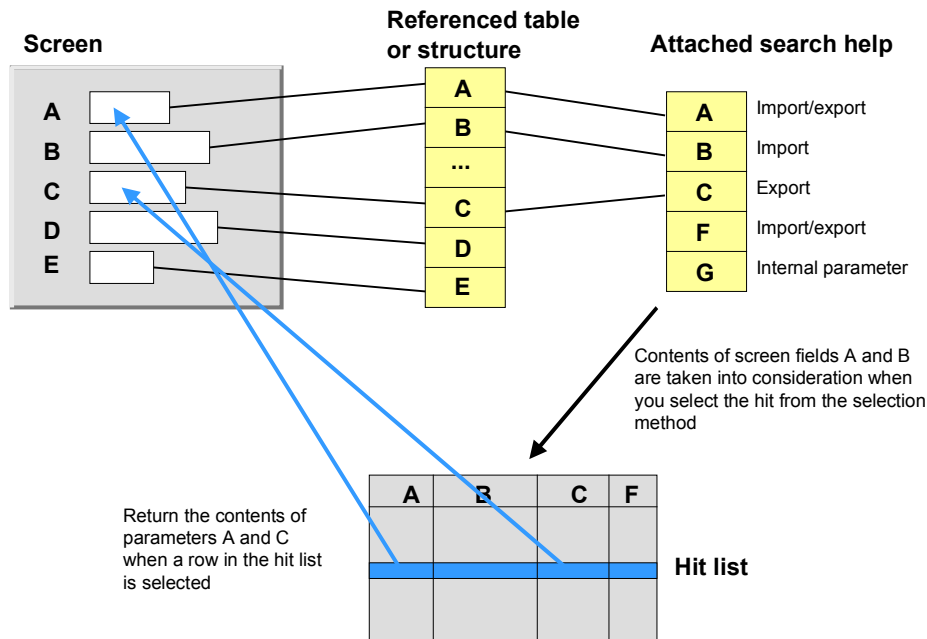 Screen
Referenced table
or structure
Attached search help
A
B
C
D
E
A
B
...
C
D
E
A Import/export
B Import
C Export
F Import/export
G Internal parameter
Contents of screen fields A and B
are taken into consideration when
you select the hit from the selection
method
A B C F
Return the contents of
parameters A and C
when a row in the hit list
is selected
Hit list